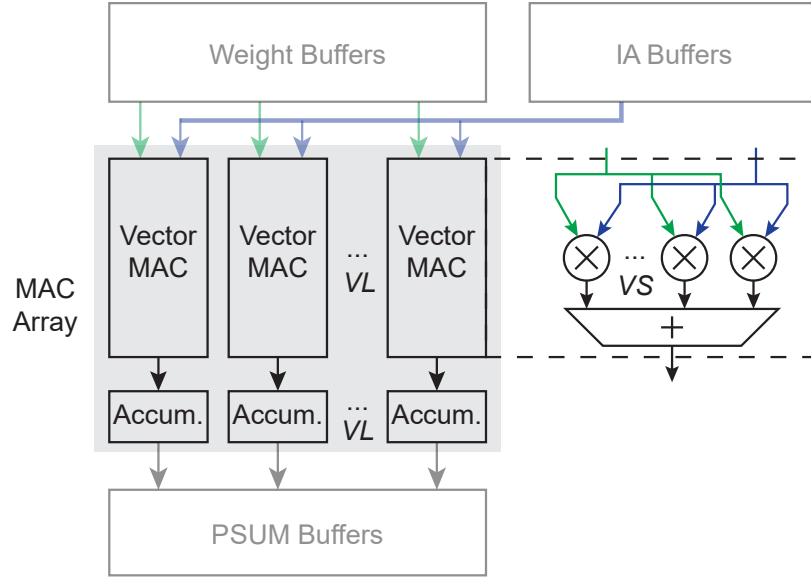 Weight Buffers
IA Buffers
Vector
MAC
Vector
MAC
...
VL
Vector
MAC
MAC
Array
...
VS
+
Accum.
Accum.
...
VL
Accum.
PSUM Buffers